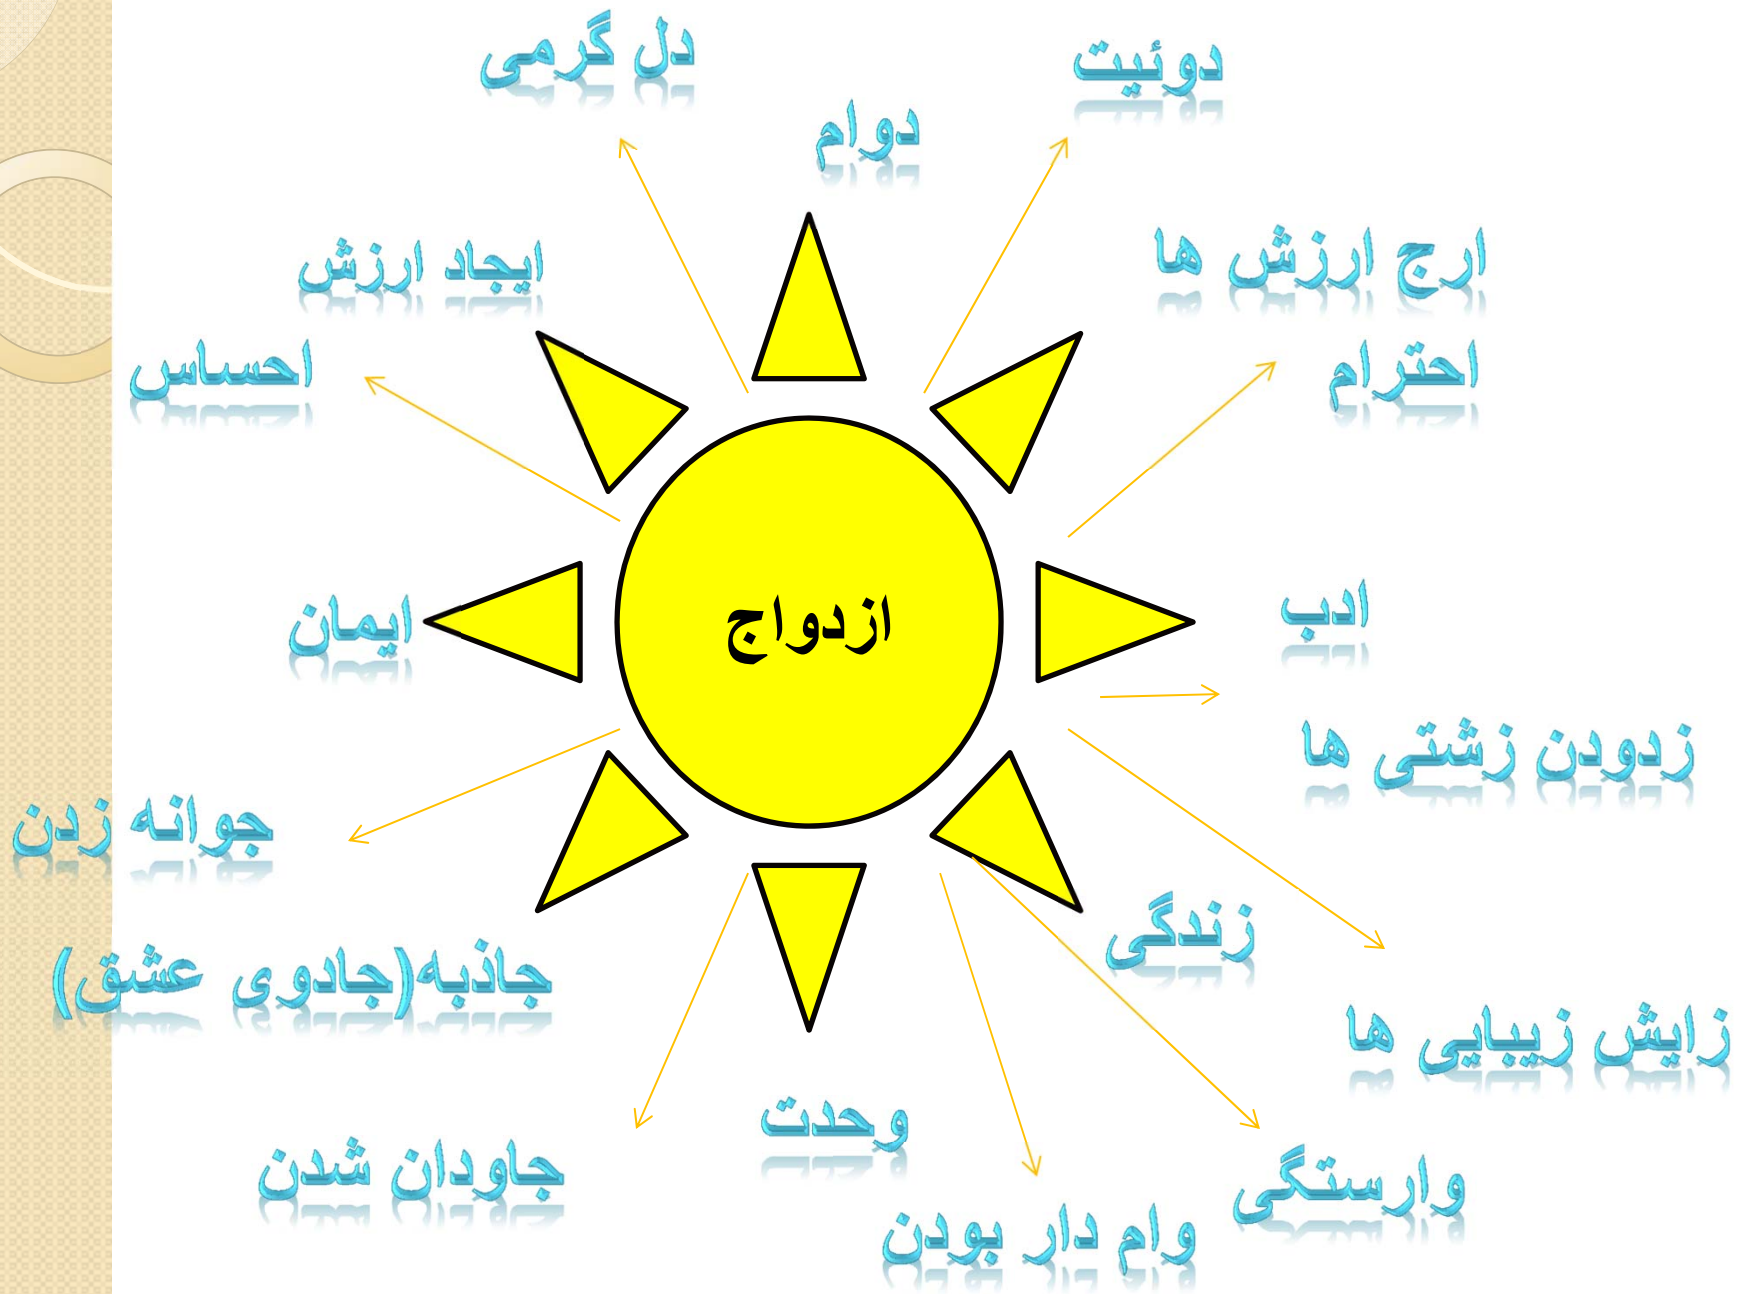 دل گرمی
دوئیت
دوام
ارج ارزش ها
ایجاد ارزش
احترام
احساس
ازدواج
ادب
ایمان
زدودن زشتی ها
جوانه زدن
زندگی
جاذبه(جادوی عشق)
زایش زیبایی ها
وحدت
جاودان شدن
وارستگی
وام دار بودن